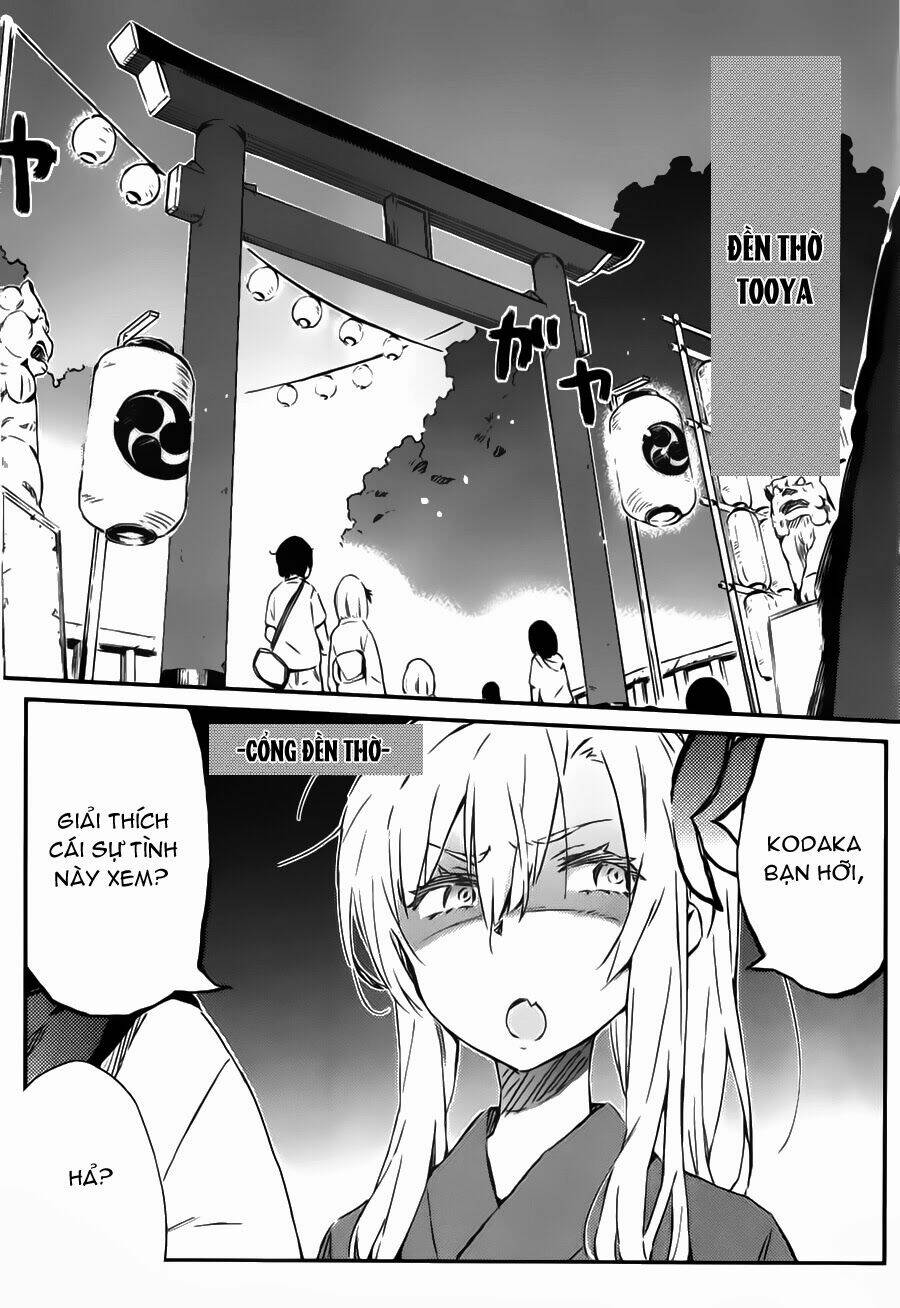 ĐỀN THỜ
TOOYA
ヤ
ガヤ
-CỔNG ĐỀN THỜ-
KODAKA
BẠN HỠI,
GIẢI THÍCH
CÁI SỰ TÌNH
NÀY XEM?
HẢ?